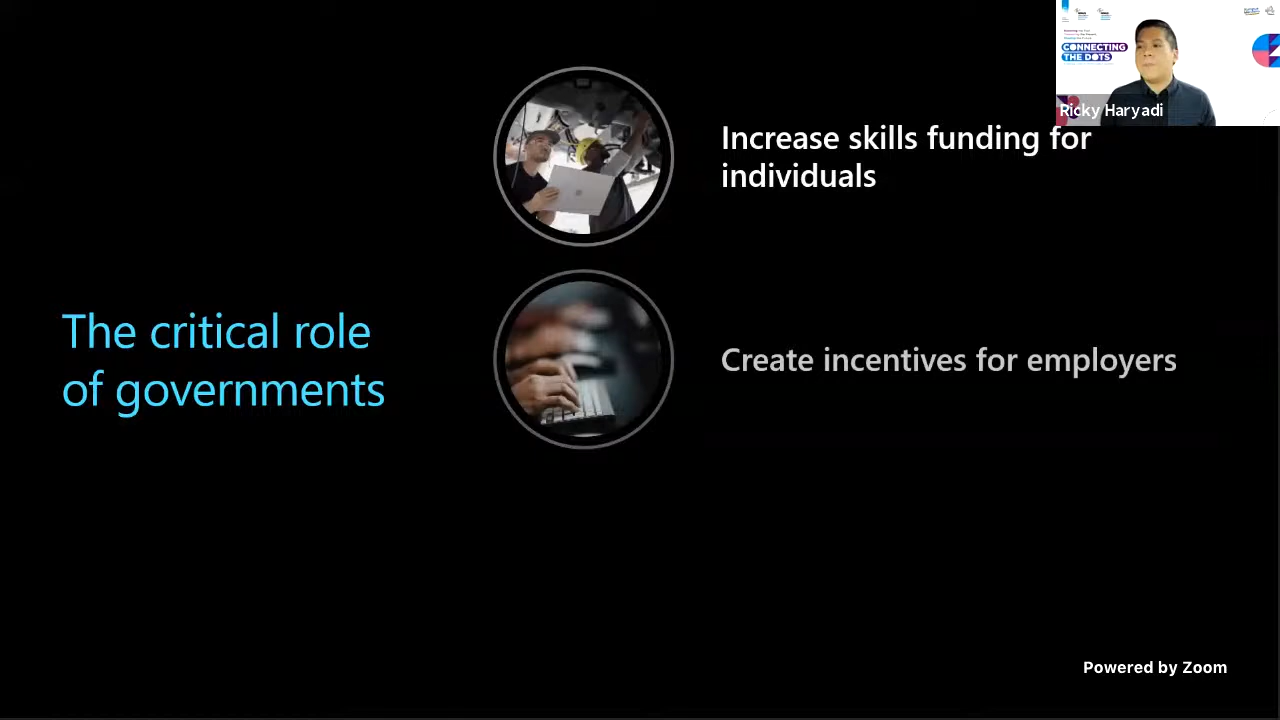 CONNECTING
THE DOTS
Ricky Haryadi
Increase skills funding for
individuals
The critical role
of governments
Create incentives for employers
Powered by Zoom